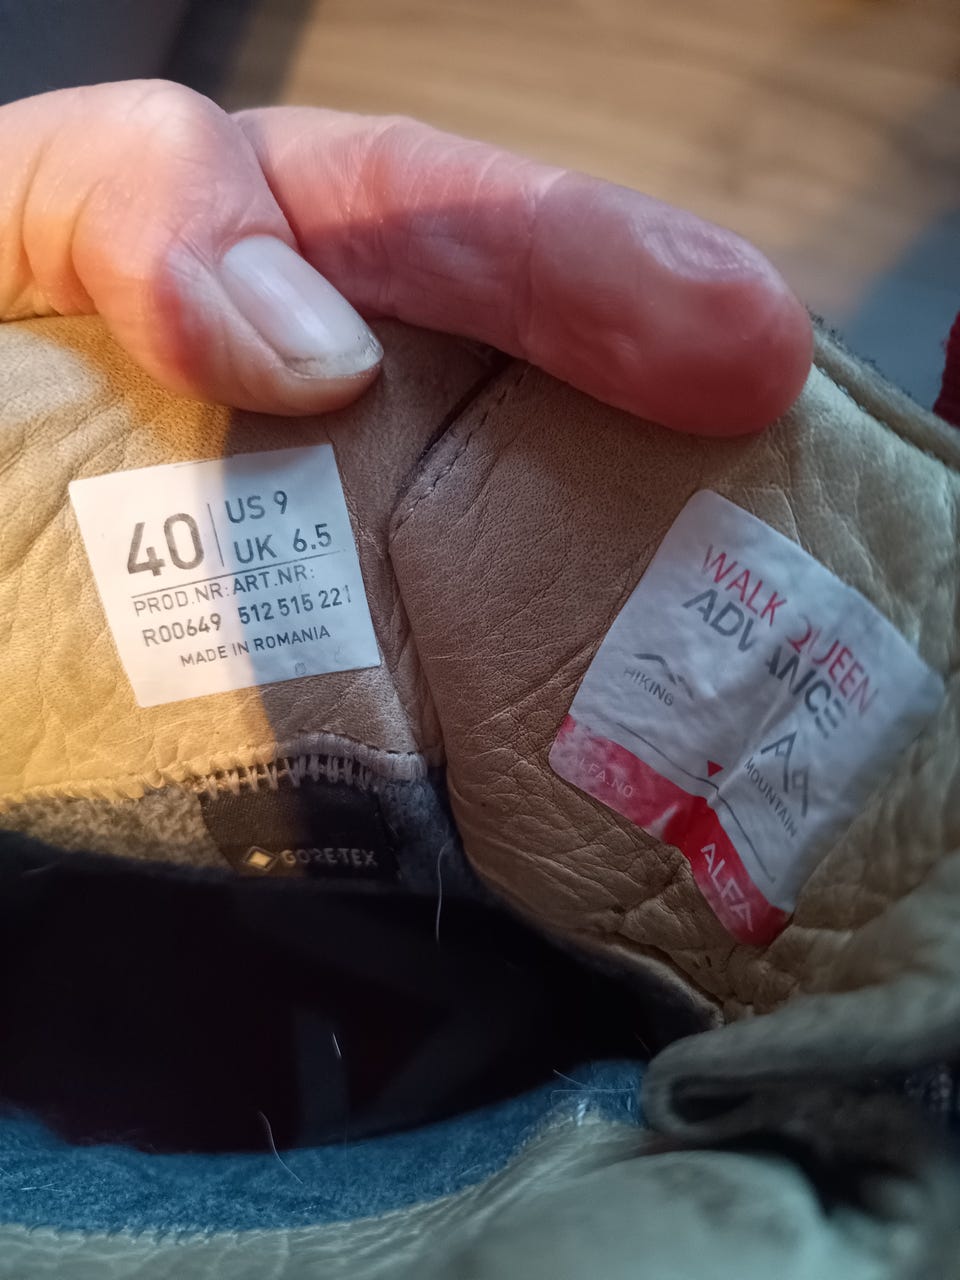 40
US 9
UK 6.5
PROD.NR: ART.NR:
R00649 512 515 221
MADE IN ROMANIA
GORE-TEX
WALK QUEEN
ADVANCE
HIKING
MOUNTAIN
ALFA.NO
ALFA